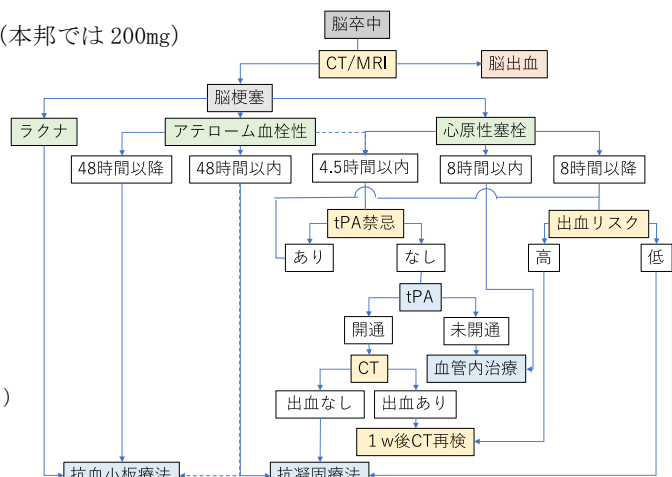 脳卒中
(本邦では 200mg)
CT/MRI
脳出血
脳梗塞
ラクナ
アテローム血栓性
心原性塞栓
48時間以降
48時間以内
4.5時間以内
8時間以内
8時間以降
tPA禁忌
出血リスク
あり
なし
高
低
tPA
開通
未開通
CT
血管内治療
)
出血なし
出血あり
1w後CT再検
抗血小板療法
抗凝固療法